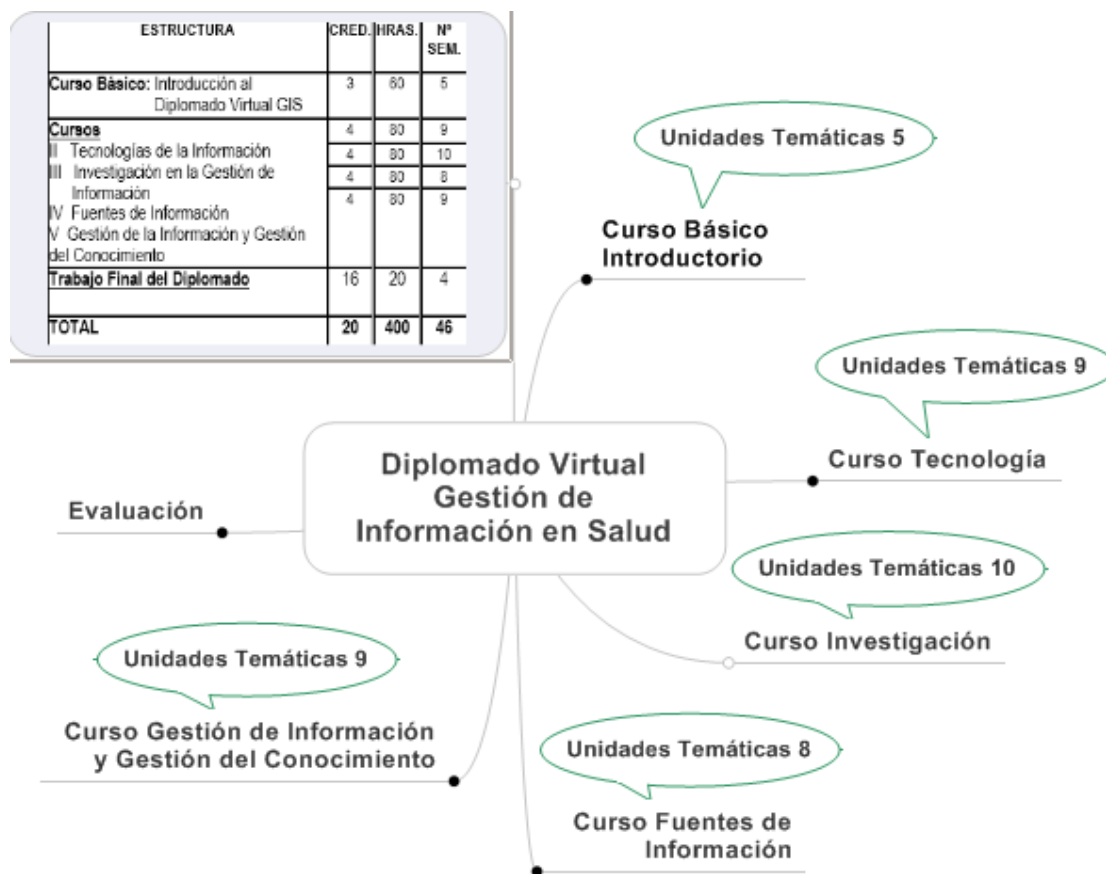 ESTRUCTURA CRED. HRAS. Nº
SEM.
Curso Básico: Introducción al 3 60 5
Diplomado Virtual GIS
Cursos 4 80 9
II Tecnologías de la Información 4 80 10
III Investigación en la Gestión de 4 80 8
Información 4 80 9
IV Fuentes de Información
V Gestión de la Información y Gestión
del Conocimiento
Trabajo Final del Diplomado 16 20 4
TOTAL 20 400 46
Unidades Temáticas 5
Curso Básico
Introductorio
Unidades Temáticas 9
Curso Tecnología
Diplomado Virtual
Gestión de
Información en Salud
Evaluación
Unidades Temáticas 10
Curso Investigación
Unidades Temáticas 9
Curso Gestión de Información
y Gestión del Conocimiento
Unidades Temáticas 8
Curso Fuentes de
Información